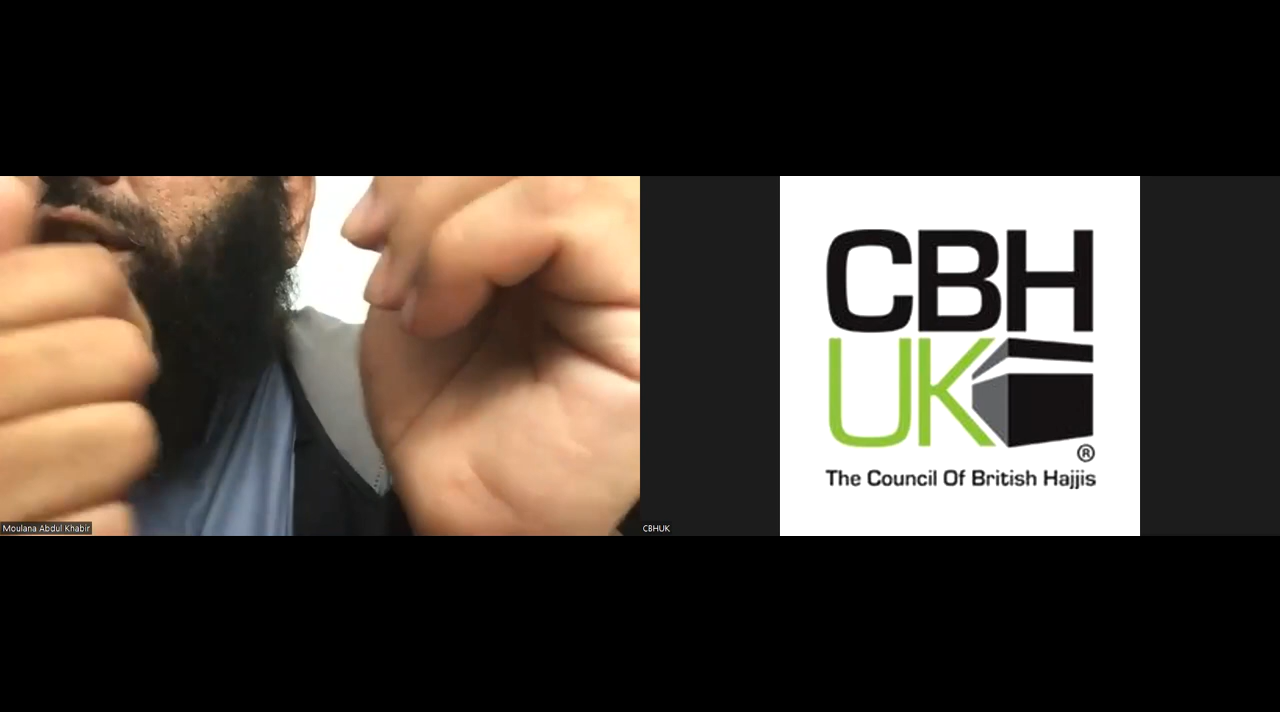 CBH
UK
®
The Council Of British Hajjis
Moulana Abdul Khabir
CBHUK